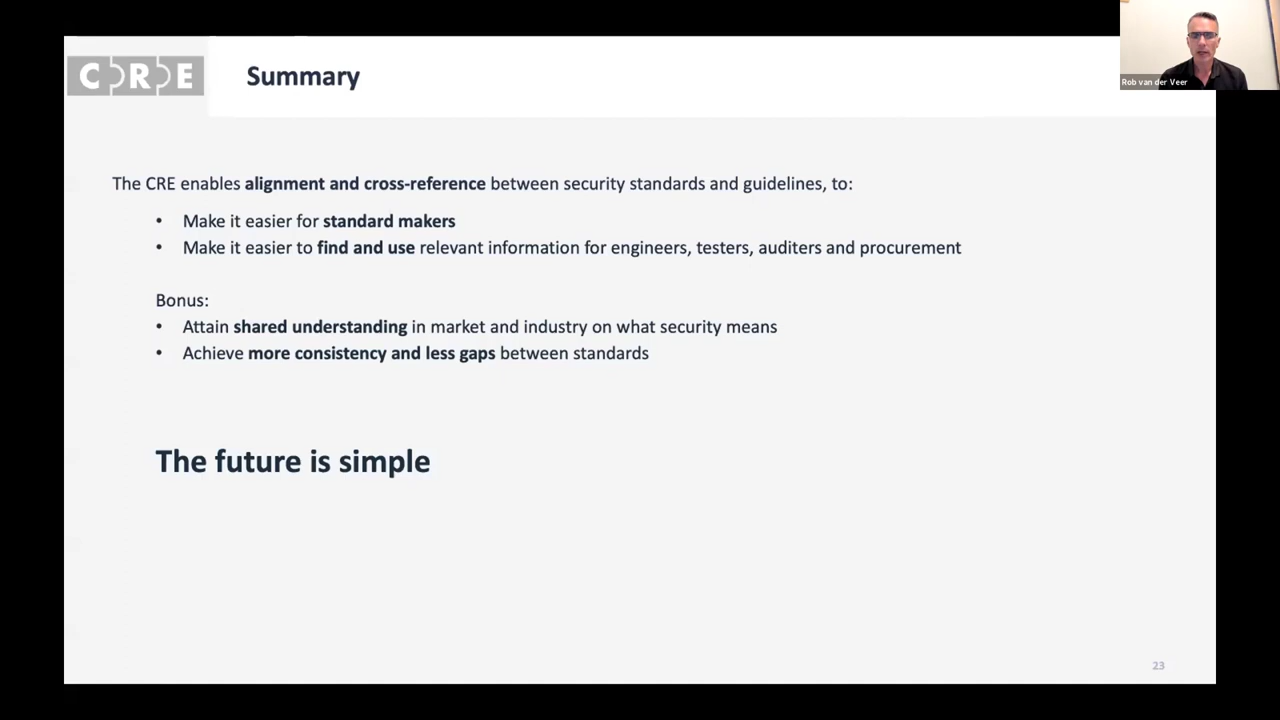 CRE
Summary
Rob van der Veer
The CRE enables alignment and cross-reference between security standards and guidelines, to:
• Make it easier for standard makers
• Make it easier to find and use relevant information for engineers, testers, auditers and procurement
Bonus:
• Attain shared understanding in market and industry on what security means
• Achieve more consistency and less gaps between standards
The future is simple
23